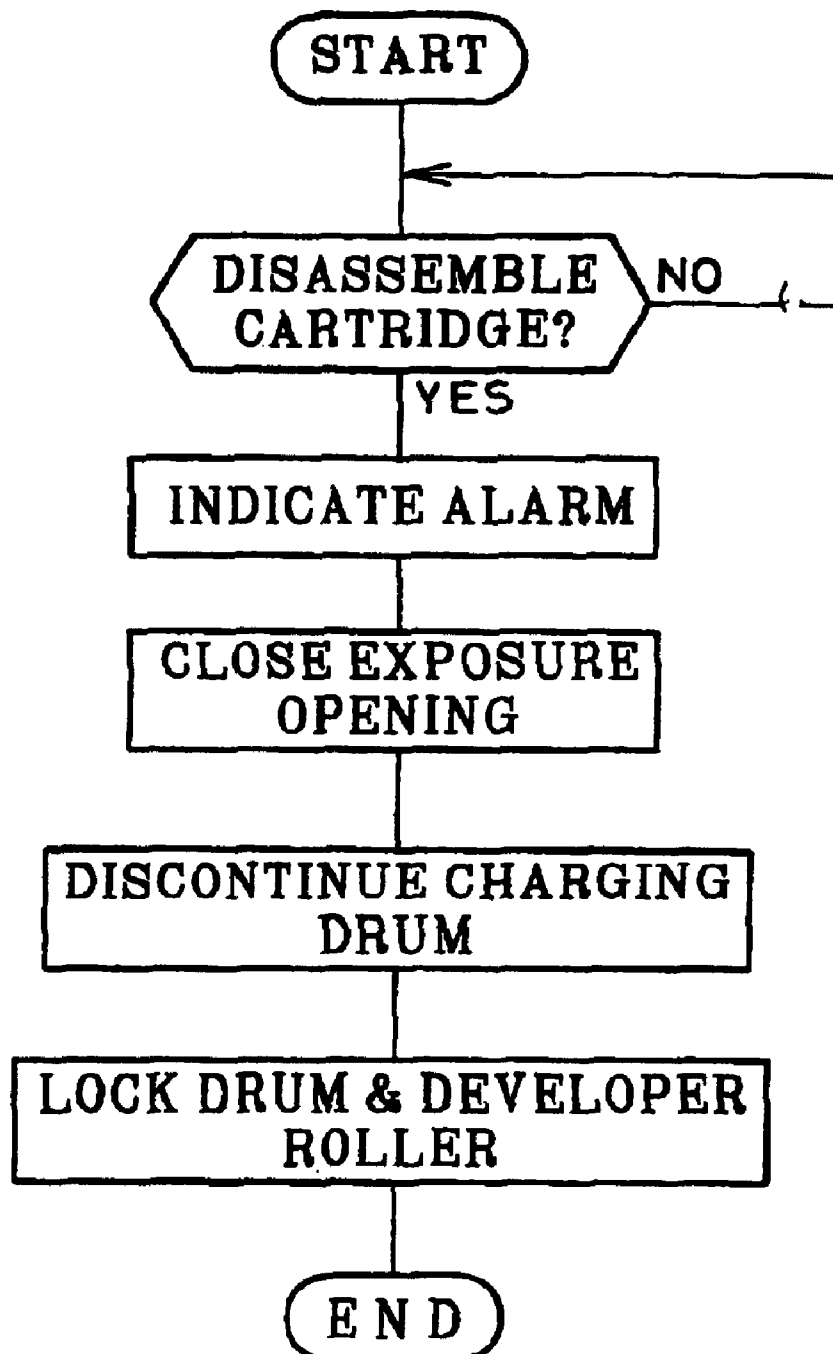 START
DISASSEMBLE
CARTRIDGE?
NO
YES
INDICATE ALARM
CLOSE EXPOSURE
OPENING
DISCONTINUE CHARGING
DRUM
LOCK DRUM & DEVELOPER
ROLLER
END